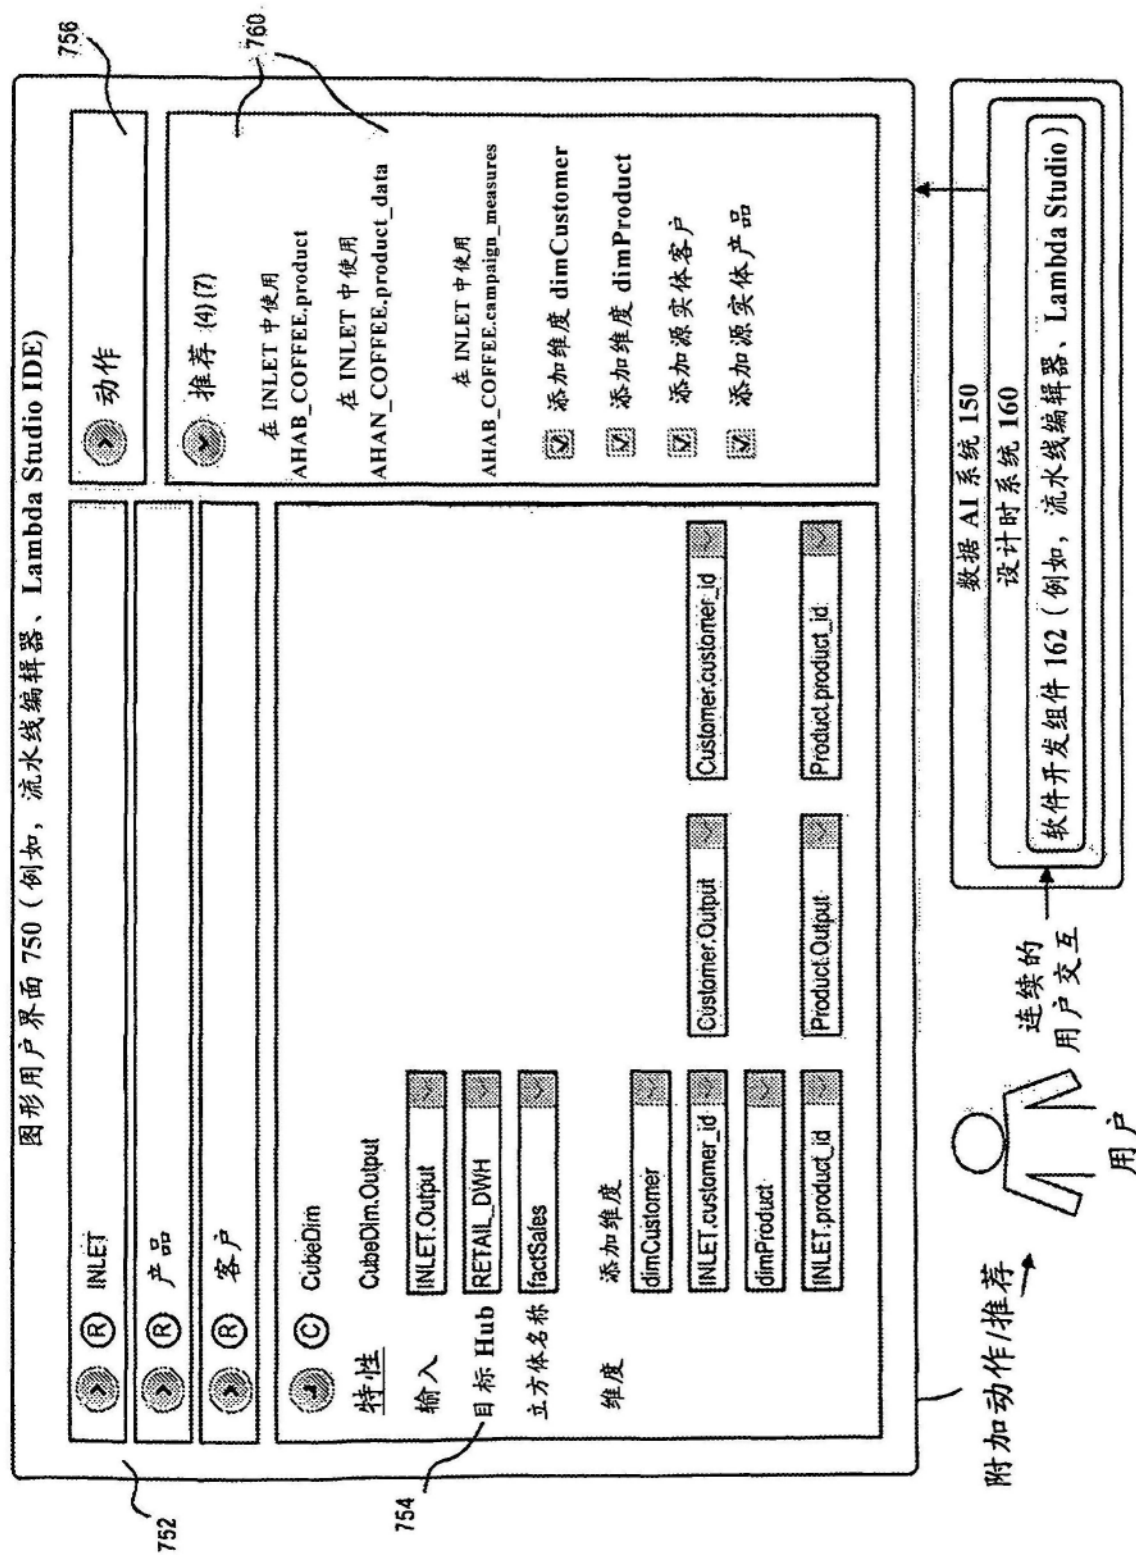 图形用户界面 750（例如，流水线编辑器、Lambda Studio IDE）
752
INLET
产品
客户
CubeDim
特性
CubeDim.Output
输入
INLET.Output
754
目标 Hub
RETAIL_DWH
立方体名称
factSales
维度
添加维度
dimCustomer
INLET.customer_id
Customer.Output
Customer.customer_id
dimProduct
INLET.product_id
Product.Output
Product.product_id
756
动作
760
推荐 {4}{7}
在 INLET 中使用
AHAB_COFFEE.product
在 INLET 中使用
AHAN_COFFEE.product_data
在 INLET 中使用
AHAB_COFFEE.campaign_measures
添加维度 dimCustomer
添加维度 dimProduct
添加源实体客户
添加源实体产品
附加动作/推荐
用户
连续的
用户交互
数据 AI 系统 150
设计时系统 160
软件开发组件 162（例如，流水线编辑器、Lambda Studio）